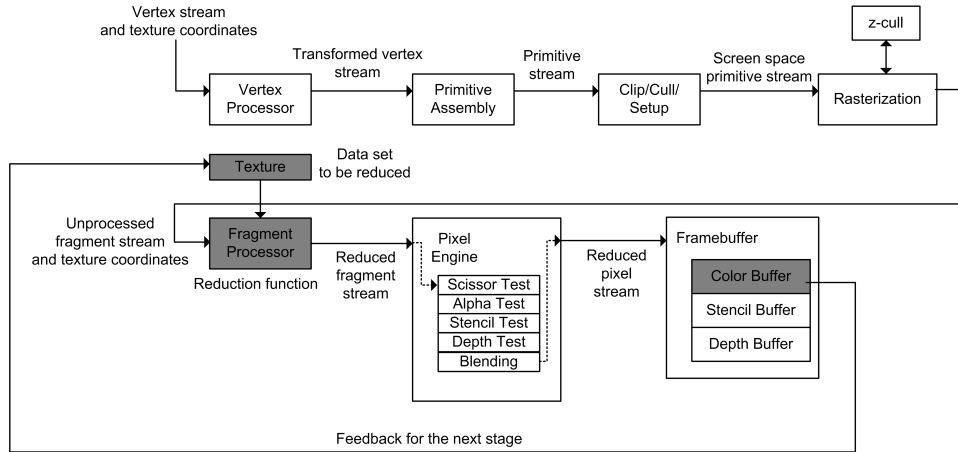 Vertex stream
and texture coordinates
z-cull
Transformed vertex
stream
Primitive
stream
Screen space
primitive stream
Vertex
Processor
Primitive
Assembly
Clip/Cull/
Setup
Rasterization
Texture
Data set
to be reduced
Unprocessed
fragment stream
and texture coordinates
Fragment
Processor
Reduction function
Reduced
fragment
stream
Pixel
Engine
Scissor Test
Alpha Test
Stencil Test
Depth Test
Blending
Reduced
pixel
stream
Framebuffer
Color Buffer
Stencil Buffer
Depth Buffer
Feedback for the next stage